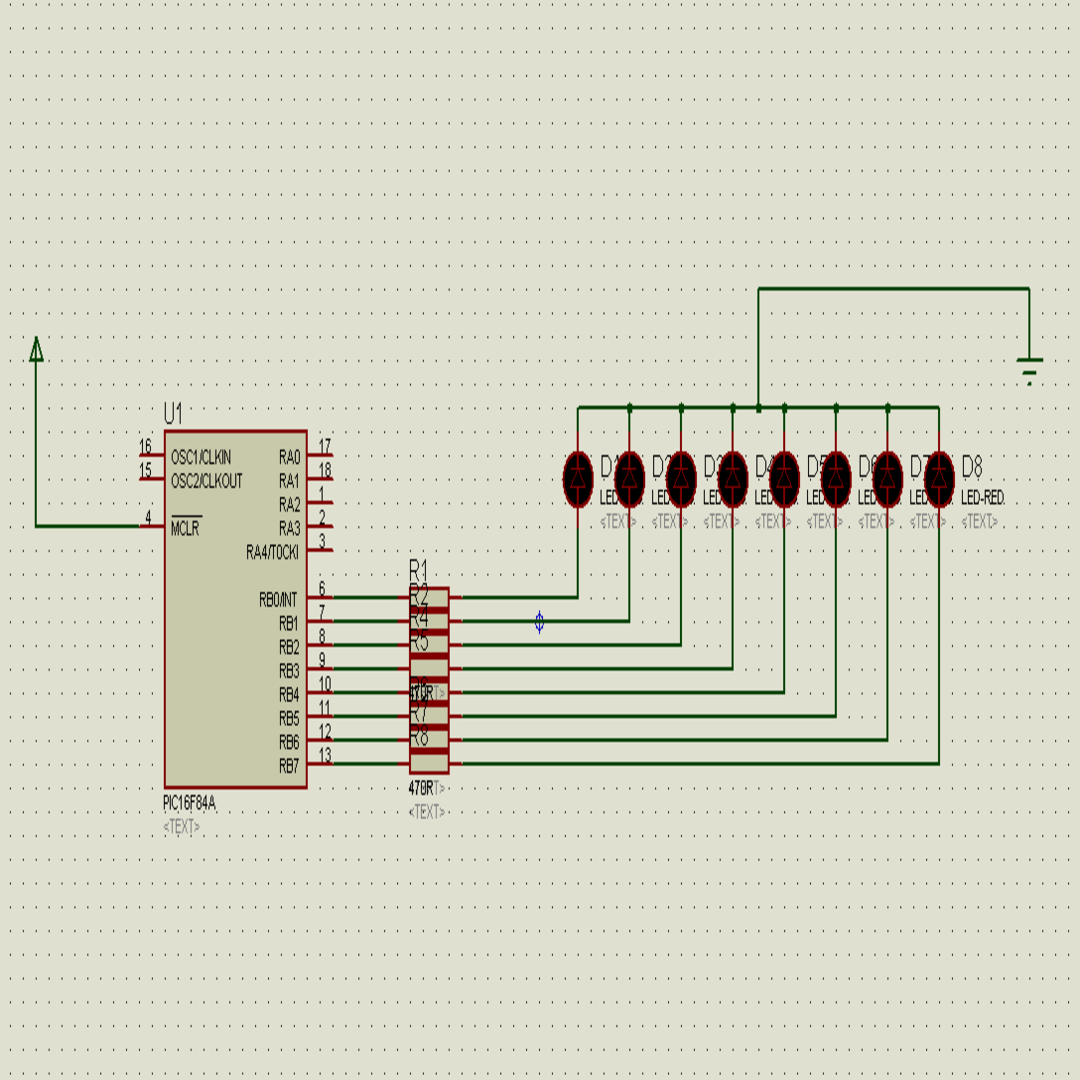 U1
16 OSC1/CLKIN RA0 17
15 OSC2/CLKOUT RA1 18
RA2 1
4 MCLR RA3 2
RA4/T0CKI 3
RB0/INT 6
RB1 7
RB2 8
RB3 9
RB4 10
RB5 11
RB6 12
RB7 13
PIC16F84A
<TEXT>
R1
R2
R4
R5
470R
R7
R8
470R
<TEXT>
D1 D2 D3 D4 D5 D6 D7 D8
LED LED LED LED LED LED LED LED-RED
<TEXT> <TEXT> <TEXT> <TEXT> <TEXT> <TEXT> <TEXT> <TEXT>